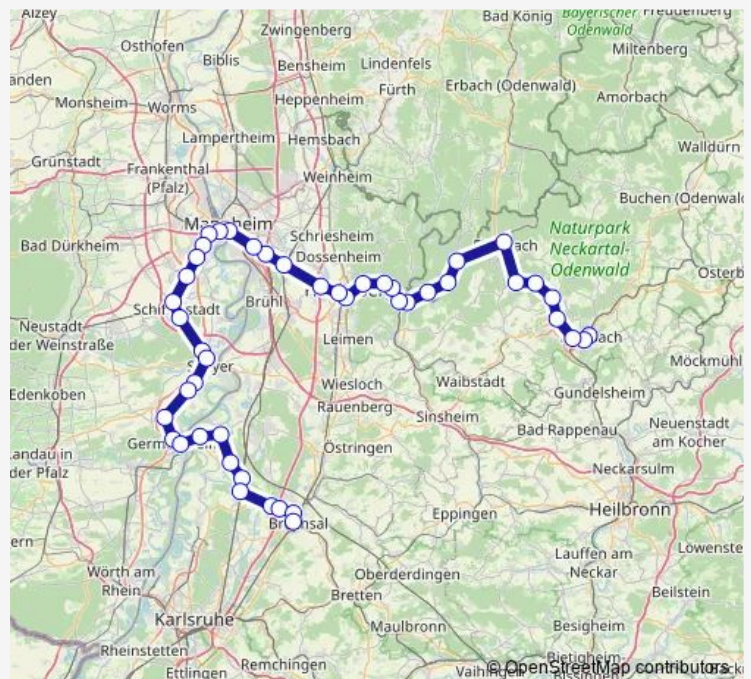 Alzey
Bad König
Bayerischer
Odenwald
Freudenberg
Zwingenberg
Osthofen
Biblis
Bensheim
Lindenfels
Miltenberg
Fürth
Erbach (Odenwald)
Monsheim
Worms
Heppenheim
Amorbach
Lampertheim
Hemsbach
Walldürn
Grünstadt
Frankenthal
(Pfalz)
Weinheim
Buchen (Odenwald
Bad Dürkheim
Schriesheim
Dossenheim
Naturpark
Neckartal-
Odenwald
Brühl
Neustadt
der Weinstraße
Leimen
Möckmühl
Edenkoben
Wiesloch
Rauenberg
Waibstadt
Gundelsheim
Sinsheim
Bad Rappenau
Neuenstadt
am Kocher
Östringen
Landau in
der Pfalz
Neckarsulm
Eppingen
Heilbronn
Lauffen am
Neckar
Wörth am
Rhein
Oberderdingen
Bretten
Beilstein
Karlsruhe
Maulbronn
Besigheim
Rheinstetten
Ettlingen
Remchingen
© OpenStreetMap contributors